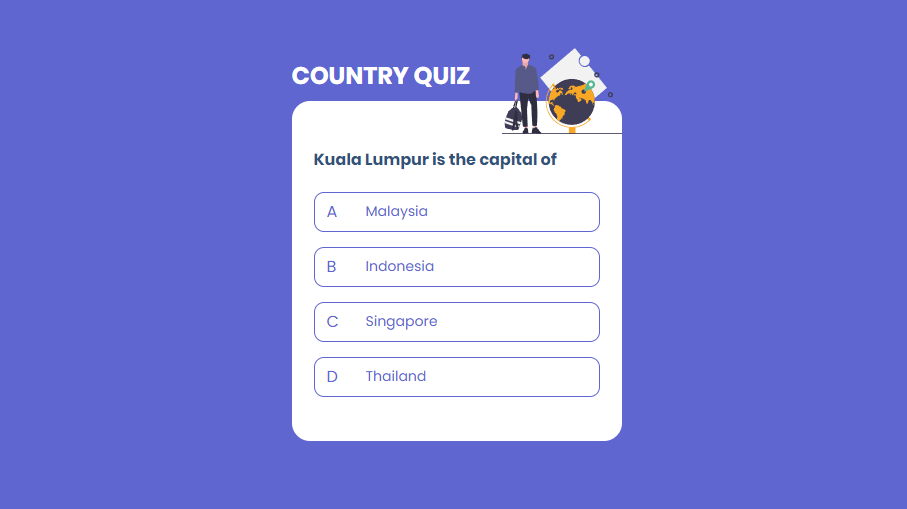 COUNTRY QUIZ
Kuala Lumpur is the capital of
A Malaysia
B Indonesia
C Singapore
D Thailand